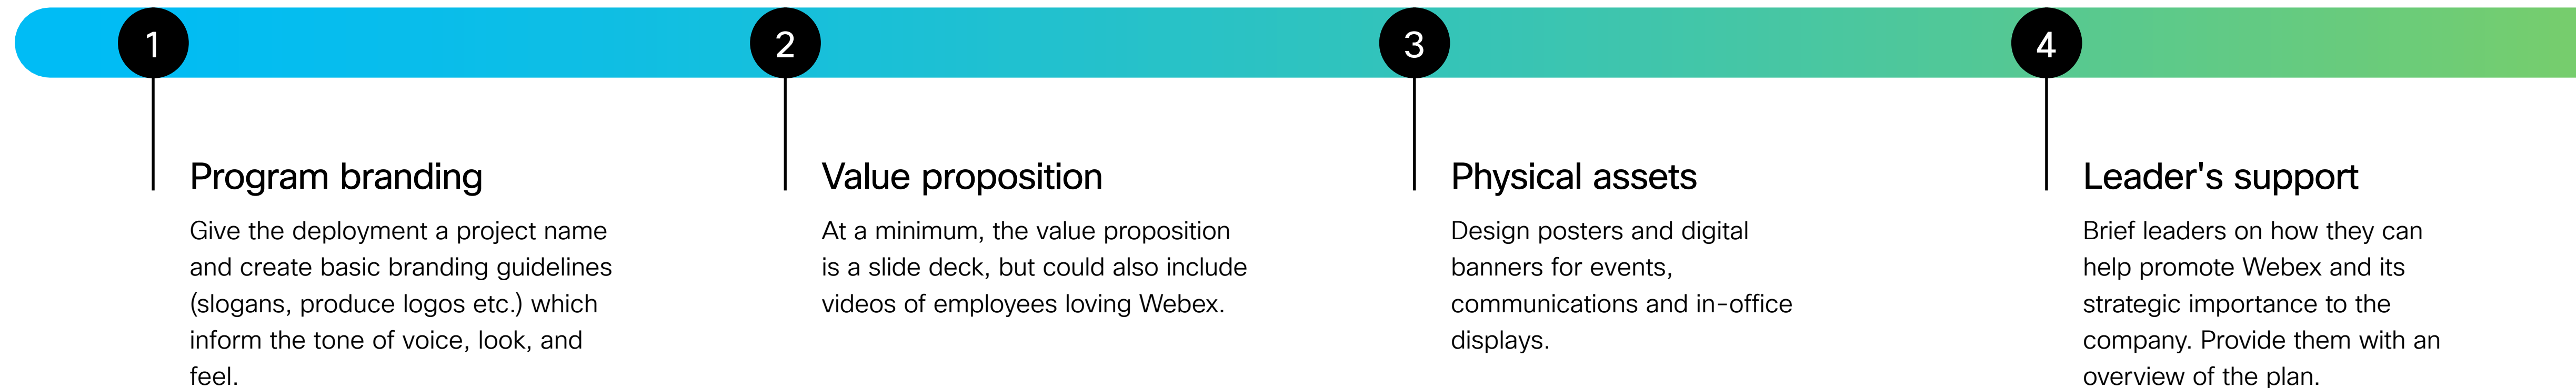 1
Program branding
Give the deployment a project name
and create basic branding guidelines
(slogans, produce logos etc.) which
inform the tone of voice, look, and
feel.
2
Value proposition
At a minimum, the value proposition
is a slide deck, but could also include
videos of employees loving Webex.
3
Physical assets
Design posters and digital
banners for events,
communications and in-office
displays.
4
Leader's support
Brief leaders on how they can
help promote Webex and its
strategic importance to the
company. Provide them with an
overview of the plan.